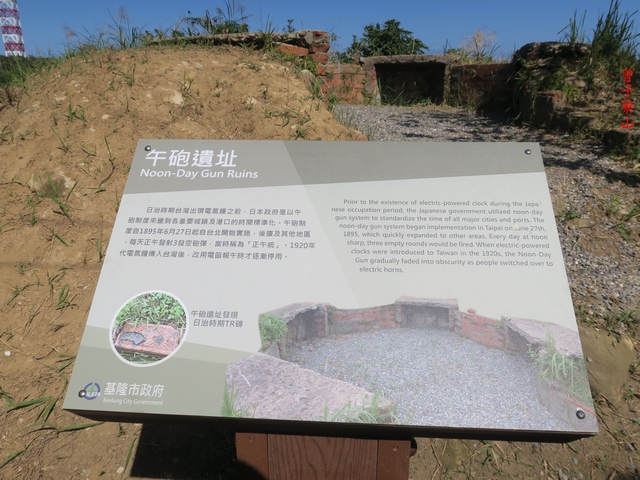 午砲遺址
Noon-Day Gun Ruins
日治時期台灣出現電氣鐘之前，日本政府是以午
砲制度來統到各重要城鎮及港口的時間標準化。午砲制
度自1895年6月27日起自台北開始實施，後擴及其他地區
，每天正午發射3發空砲彈，當時稱為「正午統」。1920年
代電氣鐘傳入台灣後，改用電笛報午時才逐漸停用。
Prior to the existence of electric-powered clock during the Japa-
nese occupation period, the Japanese government utilized noon-day
gun system to standardize the time of all major cities and ports. The
noon-day gun system began implementation in Taipei on June 27th,
1895, which quickly expanded to other areas. Every day at noon
sharp, three empty rounds would be fired. When electric-powered
clocks were introduced to Taiwan in the 1920s, the Noon-Day
Gun gradually faded into obscurity as people switched over to
electric horns.
午砲遺址發現
日治時期TR磚
基隆市政府
Keelung City Government